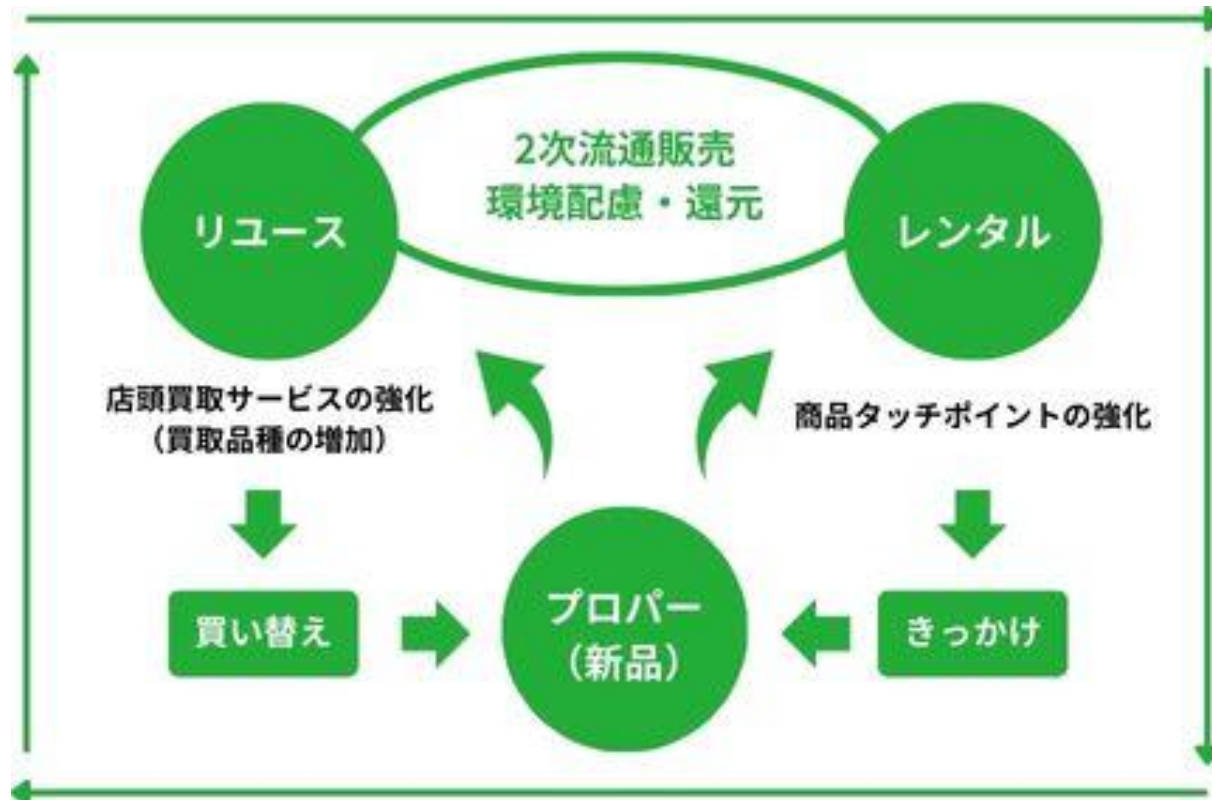 2次流通販売
環境配慮・還元
リユース
レンタル
店頭買取サービスの強化
（買取品種の増加）
商品タッチポイントの強化
買い替え
プロパー
（新品）
きっかけ